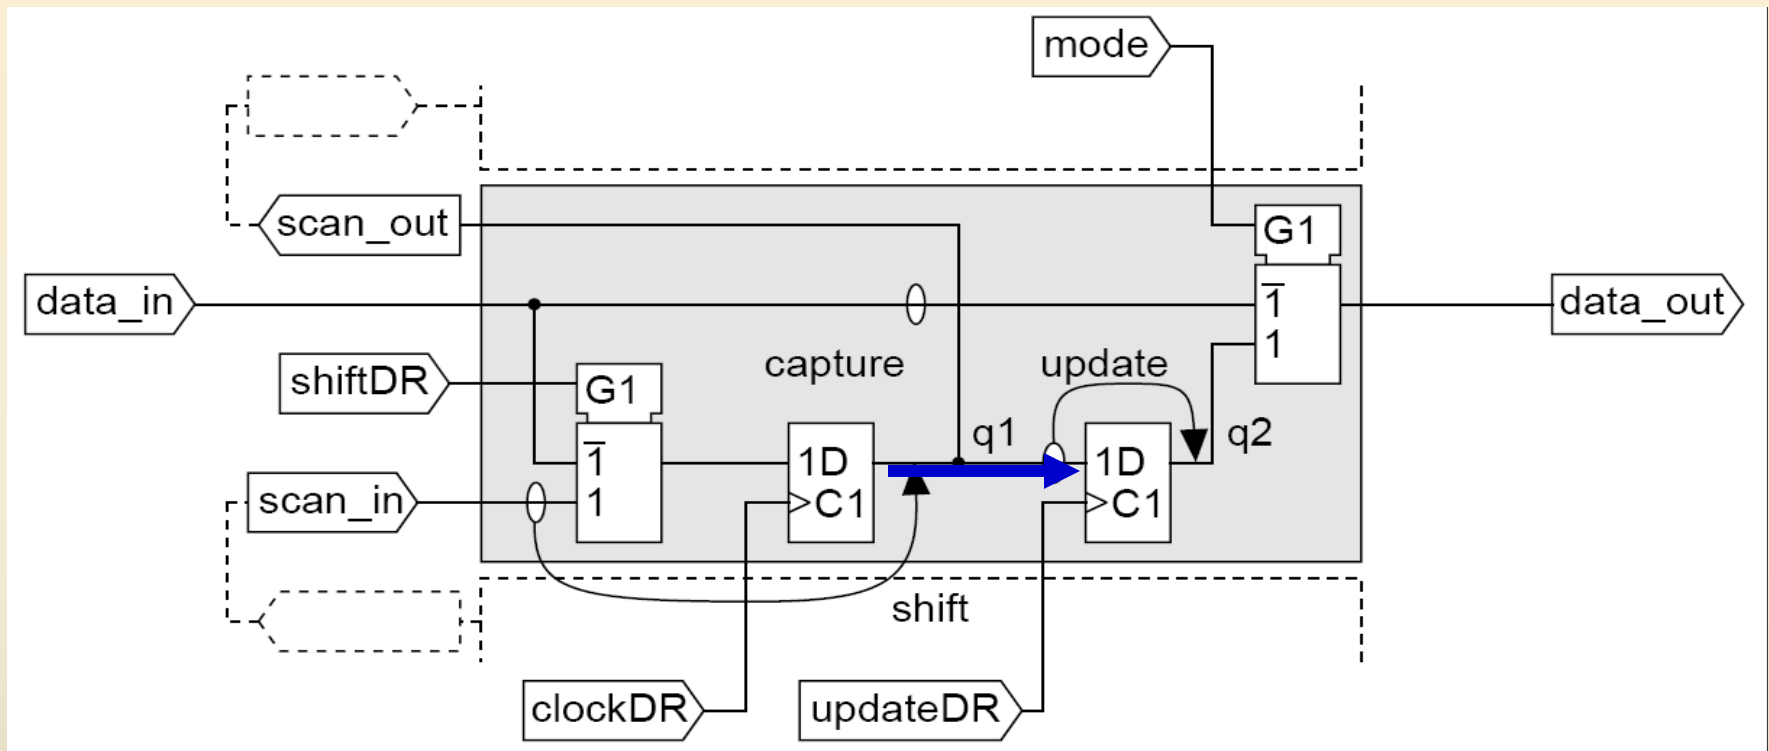 mode
scan_out
G1
data_in
1
data_out
1
capture
update
shiftDR
G1
q1
q2
1
1D
1D
scan_in
1
C1
C1
shift
clockDR
updateDR